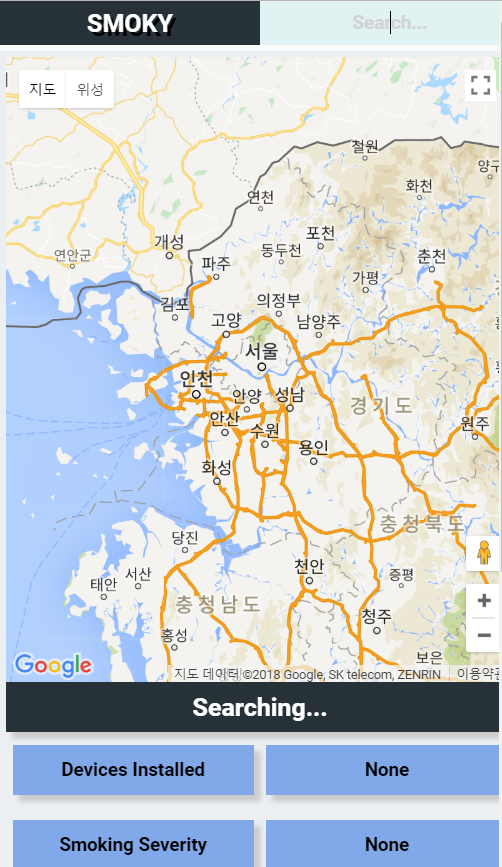 SMOKY
Search...
지도 위성
철원
양구
화천
연천
포천
개성
동두천
춘천
연안군
파주
가평
김포
의정부
고양
남양주
서울
인천
안양
성남
경기도
안산
수원
원주
용인
화성
충청북도
당진
천안
서산
증평
태안
충청남도
청주
홍성
보은
Google
지도 데이터 ©2018 Google, SK telecom, ZENRIN
이용약관
Searching...
Devices Installed
None
Smoking Severity
None